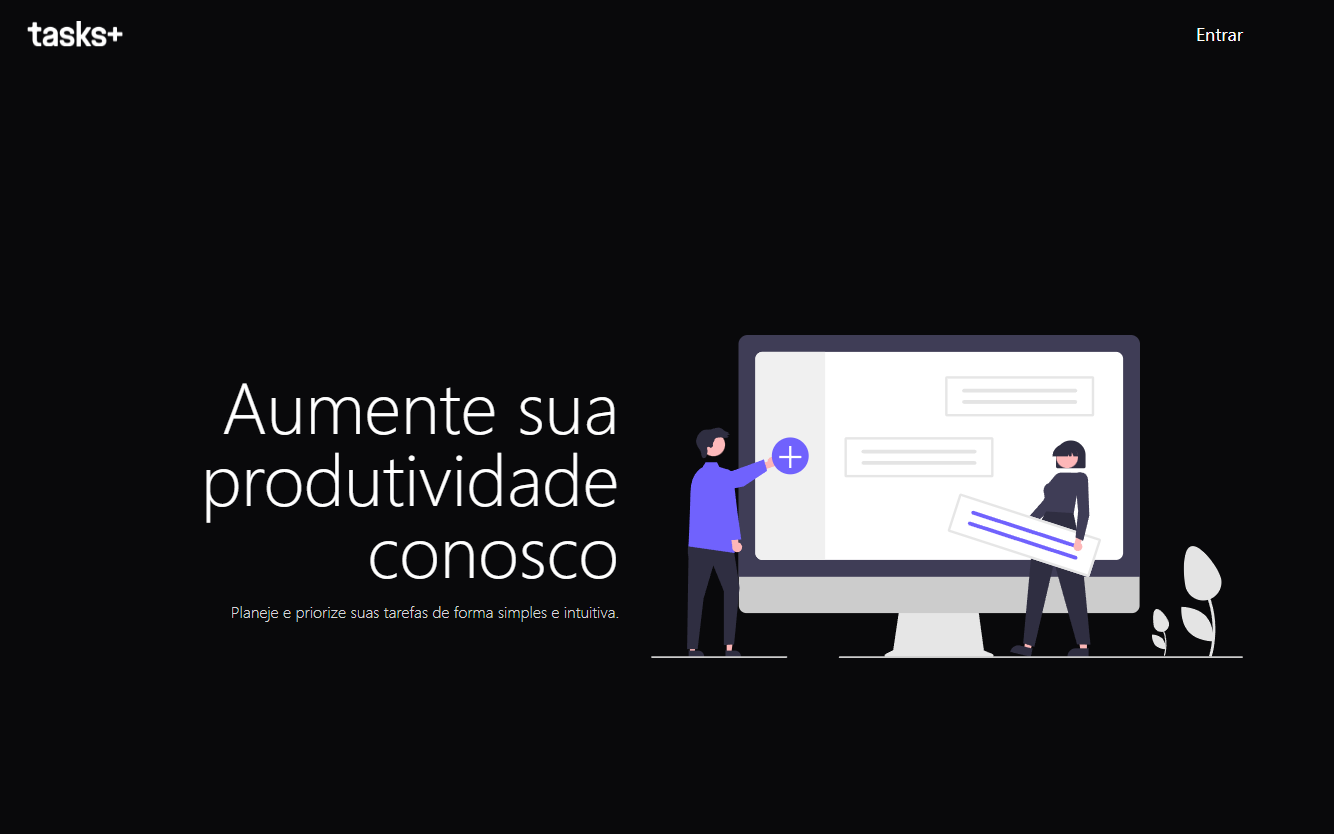 tasks+
Entrar
Aumente sua
produtividade
conosco
Planeje e priorize suas tarefas de forma simples e intuitiva.